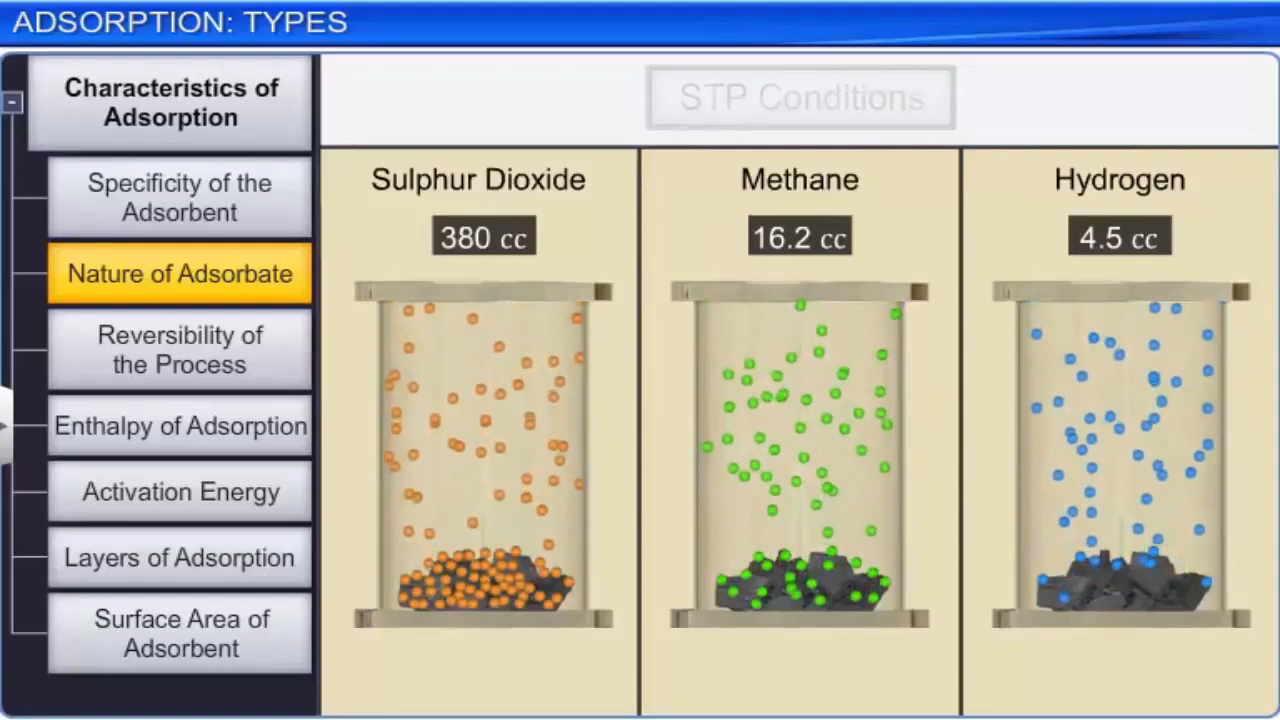 ADSORPTION: TYPES
-
Characteristics of
Adsorption
Specificity of the
Adsorbent
Nature of Adsorbate
Reversibility of
the Process
Enthalpy of Adsorption
Activation Energy
Layers of Adsorption
Surface Area of
Adsorbent
STP Conditions
Sulphur Dioxide
380 cc
Methane
16.2 cc
Hydrogen
4.5 cc